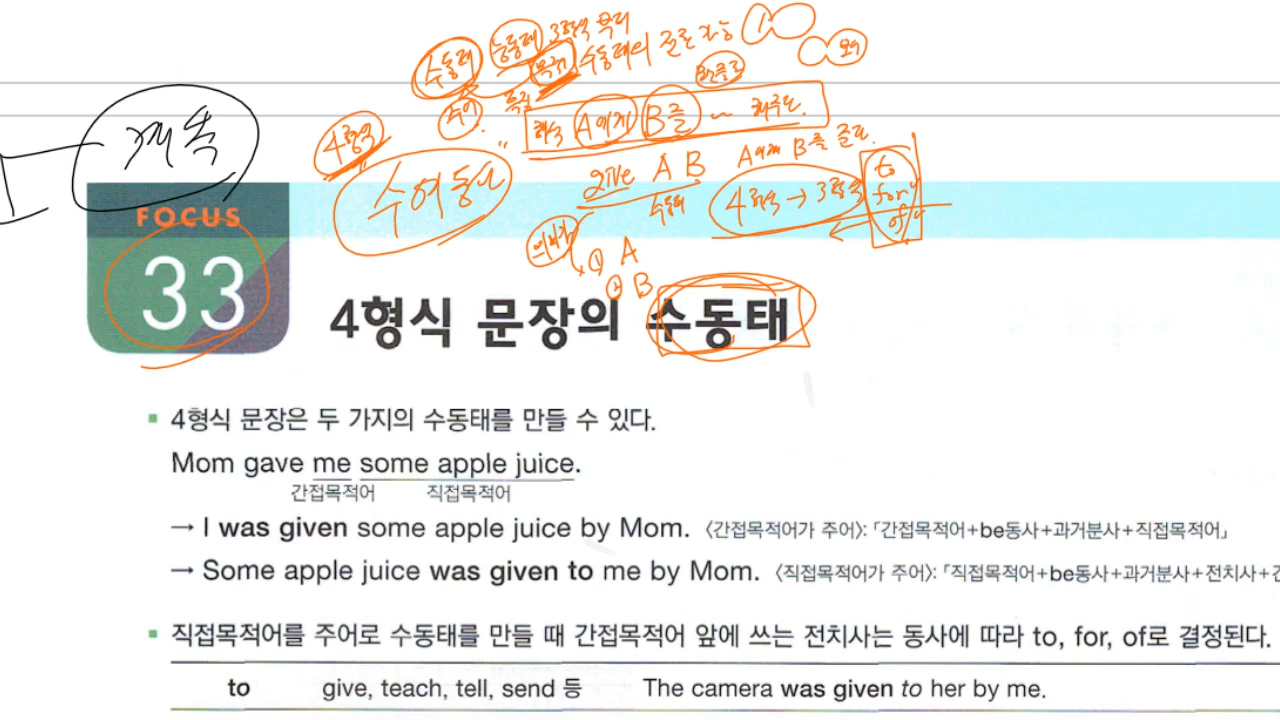 수동태 능동태 3형식
목적 수동태의
주어
4형식 해석 A에게 B를 ~ 해주다.
계속
"수여동사" give A B A에게 B를 준다.
수동태 4형식 → 3형식 to
for
of
① A
② B
FOCUS
33
4형식 문장의 수동태
▪ 4형식 문장은 두 가지의 수동태를 만들 수 있다.
Mom gave me some apple juice.
간접목적어 직접목적어
→ I was given some apple juice by Mom. 〈간접목적어가 주어〉: 「간접목적어+be동사+과거분사+직접목적어」
→ Some apple juice was given to me by Mom. 〈직접목적어가 주어〉: 「직접목적어+be동사+과거분사+전치사+간
▪ 직접목적어를 주어로 수동태를 만들 때 간접목적어 앞에 쓰는 전치사는 동사에 따라 to, for, of로 결정된다.
to give, teach, tell, send 등 The camera was given to her by me.